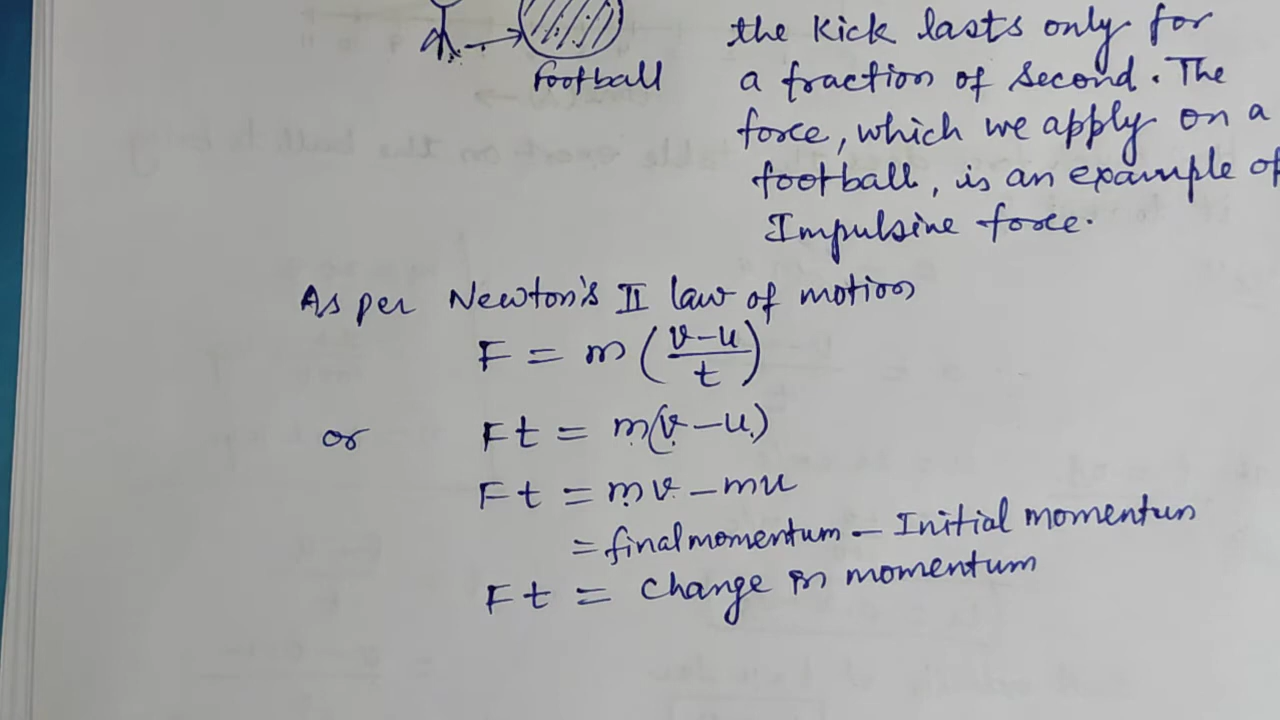 the kick lasts only for
football
a fraction of second. The
force, which we apply on a
football, is an example of
Impulsive force.
As per Newton's II law of motion
F = m (v-u/t)
or Ft = m(v-u)
Ft = mv - mu
= final momentum - Initial momentum
Ft = change in momentum